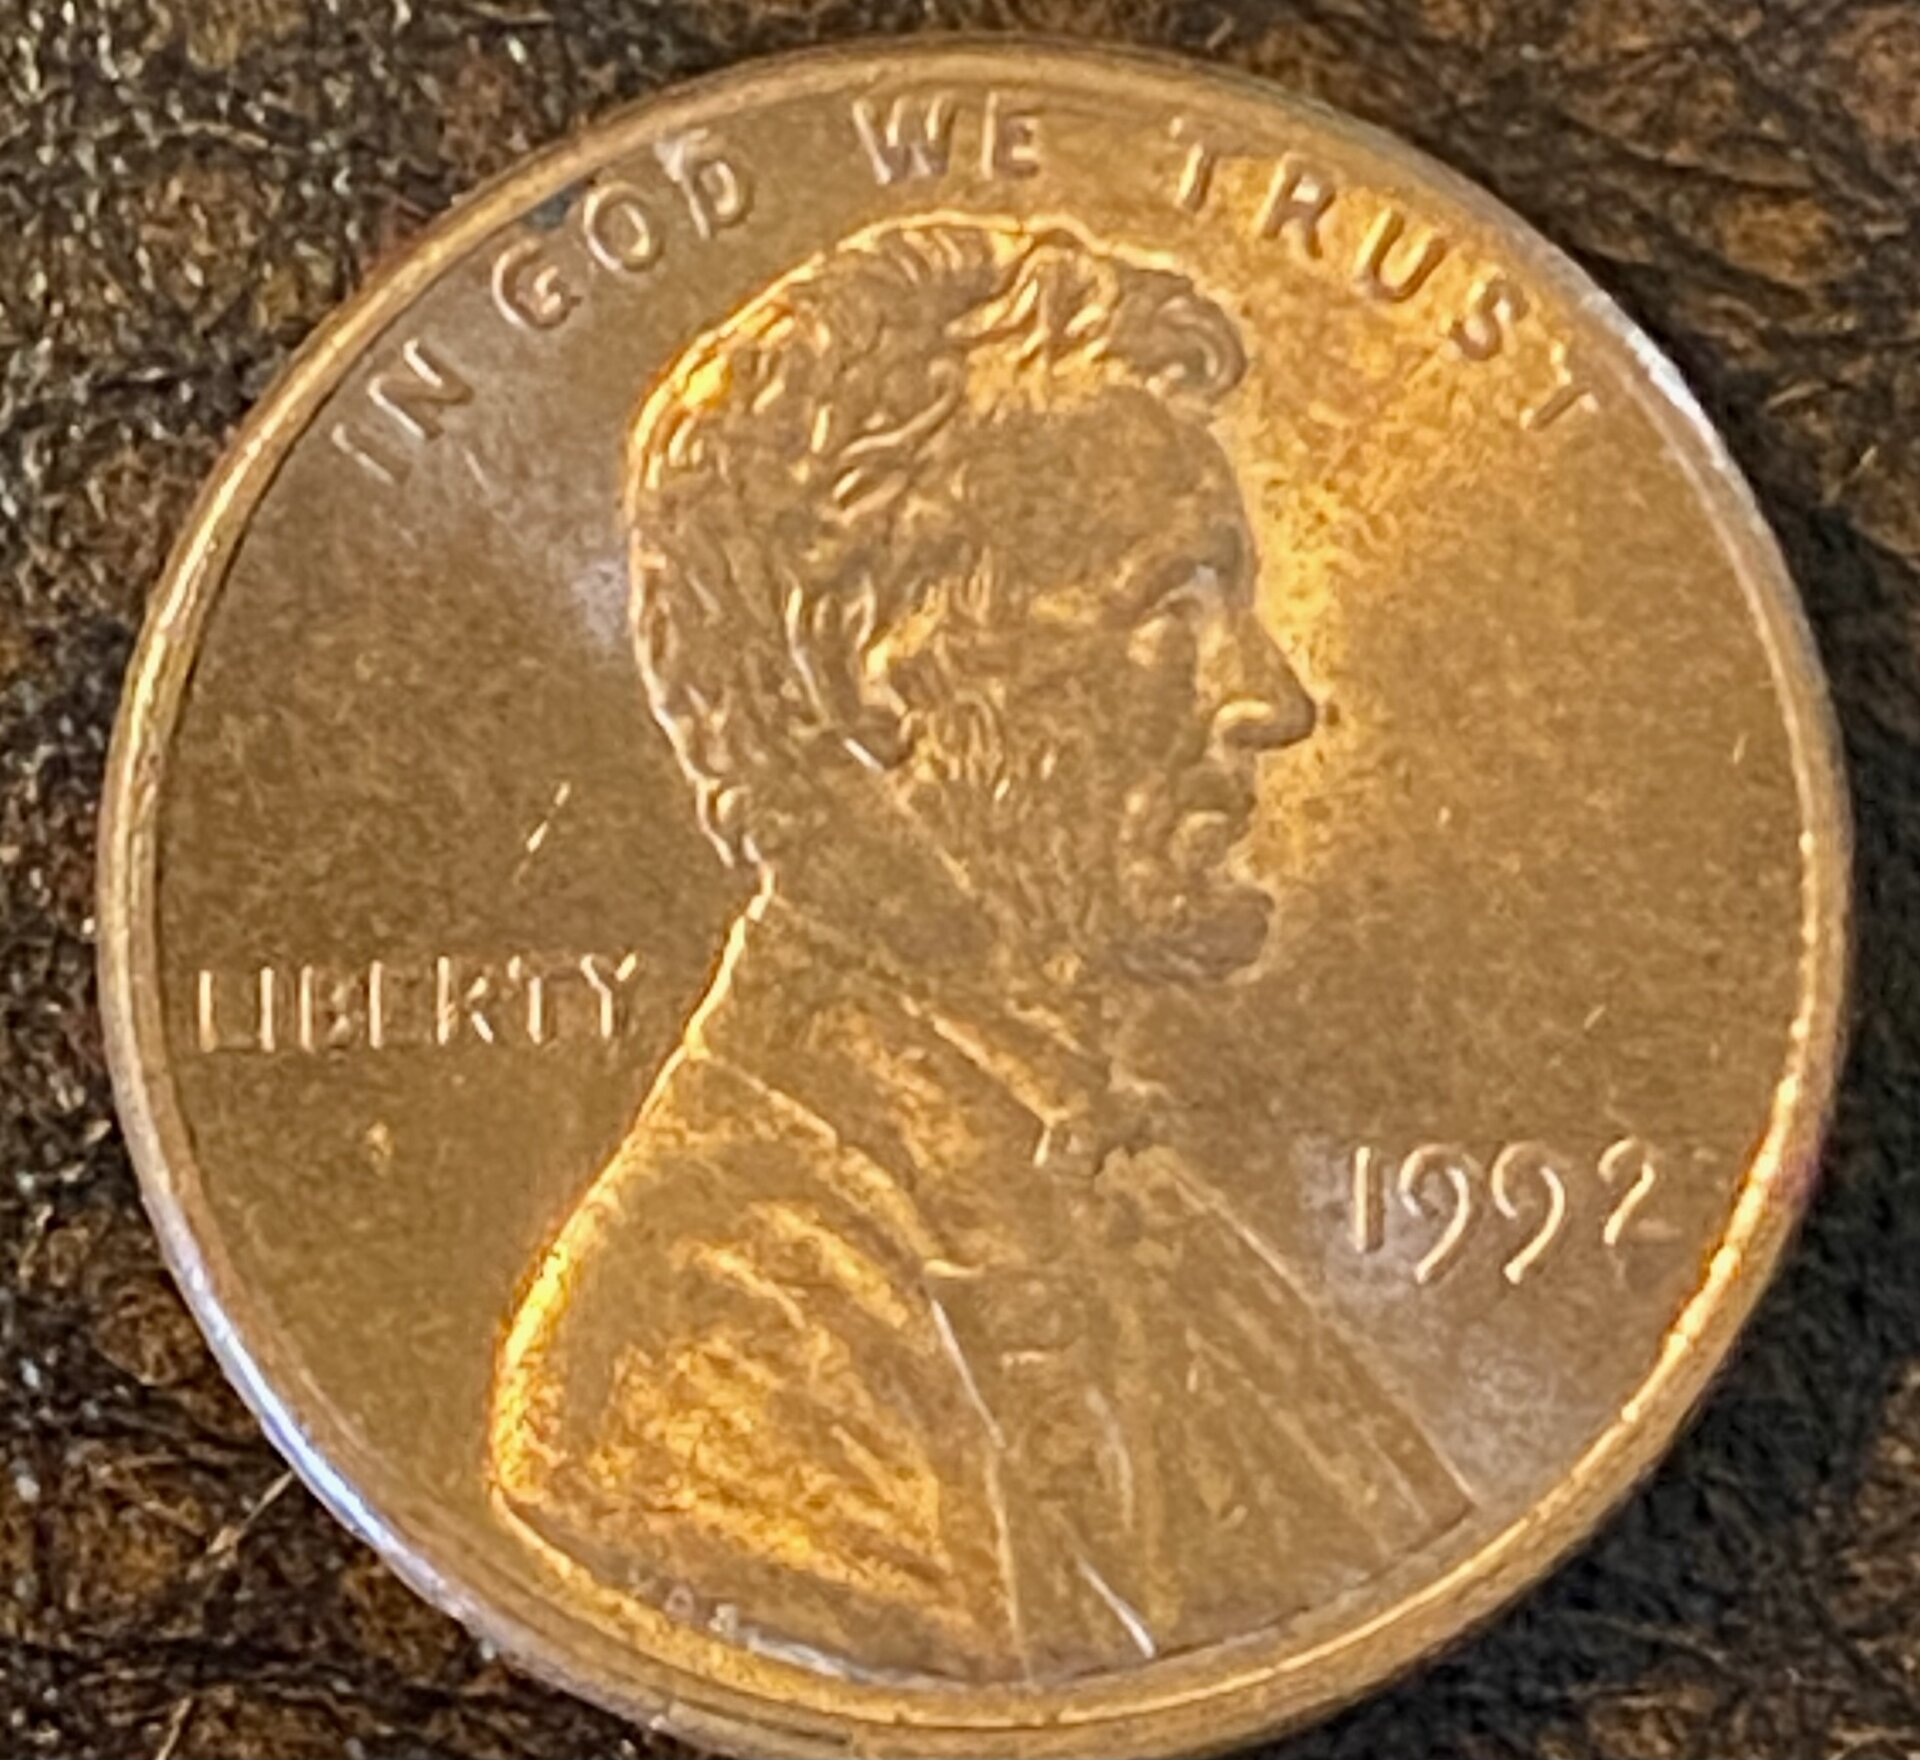 IN GOD WE TRUST
LIBERTY
1992